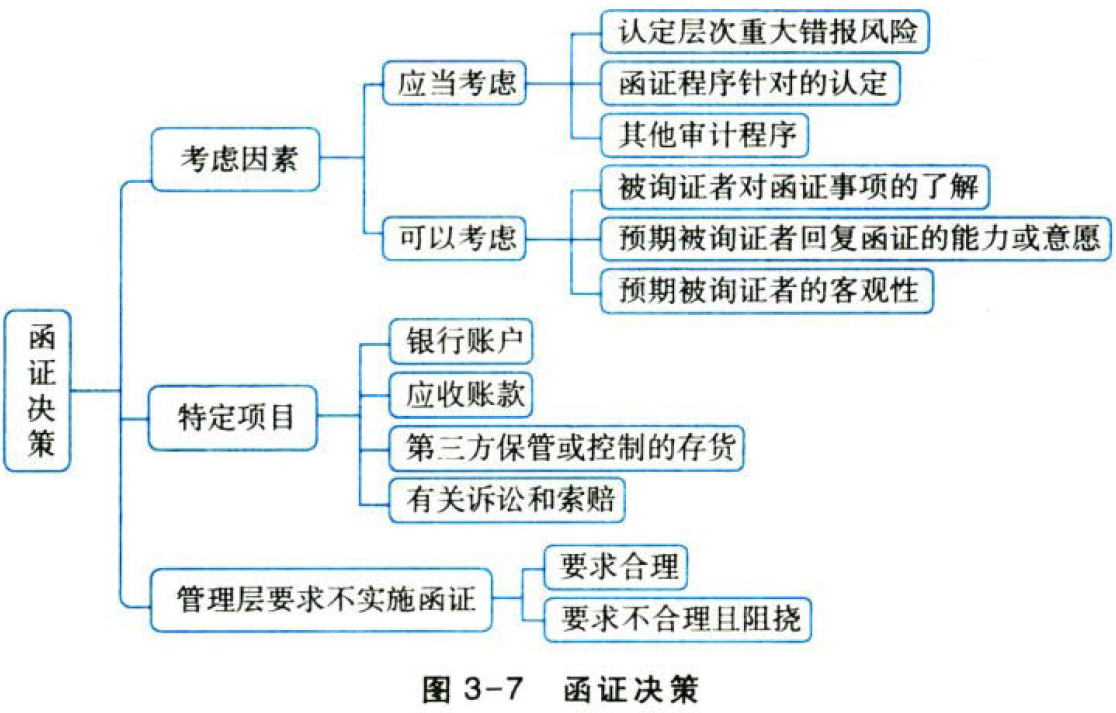 函证决策
考虑因素
应当考虑
认定层次重大错报风险
函证程序针对的认定
其他审计程序
可以考虑
被询证者对函证事项的了解
预期被询证者回复函证的能力或意愿
预期被询证者的客观性
特定项目
银行账户
应收账款
第三方保管或控制的存货
有关诉讼和索赔
管理层要求不实施函证
要求合理
要求不合理且阻挠
图 3-7 函证决策